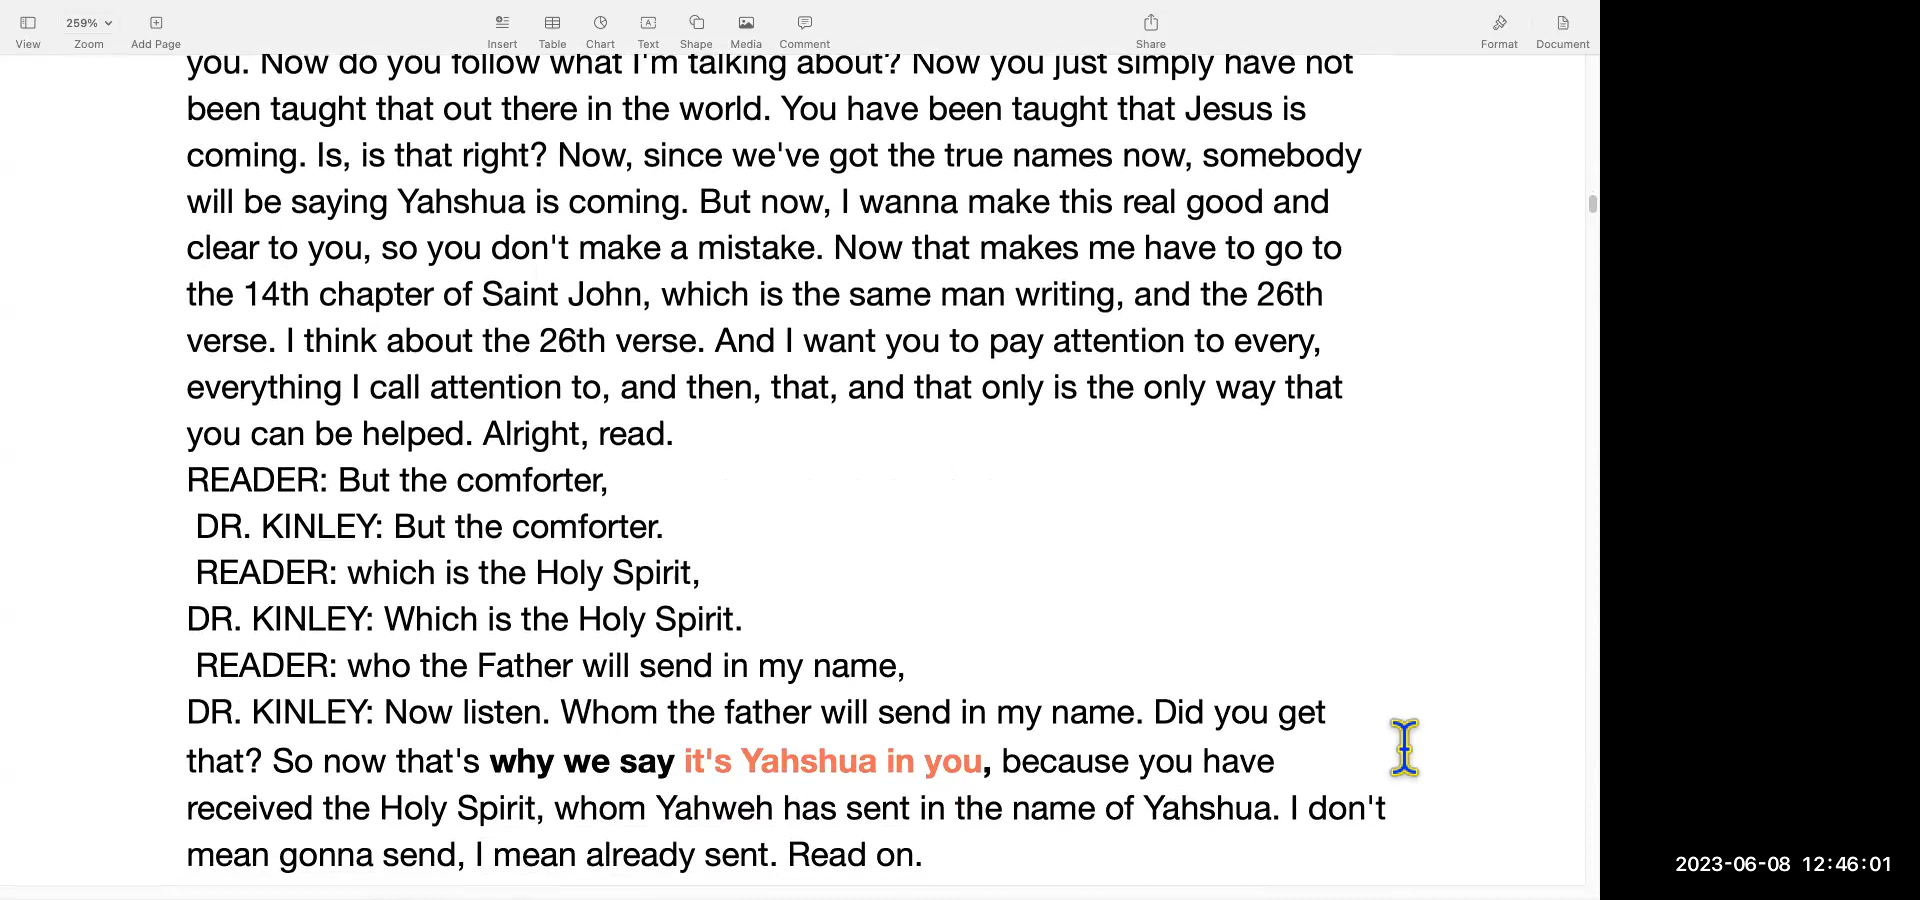 259%
View Zoom Add Page Insert Table Chart Text Shape Media Comment Share Format Document
you. Now do you follow what I'm talking about? Now you just simply have not
been taught that out there in the world. You have been taught that Jesus is
coming. Is, is that right? Now, since we've got the true names now, somebody
will be saying Yahshua is coming. But now, I wanna make this real good and
clear to you, so you don't make a mistake. Now that makes me have to go to
the 14th chapter of Saint John, which is the same man writing, and the 26th
verse. I think about the 26th verse. And I want you to pay attention to every,
everything I call attention to, and then, that, and that only is the only way that
you can be helped. Alright, read.
READER: But the comforter,
DR. KINLEY: But the comforter.
READER: which is the Holy Spirit,
DR. KINLEY: Which is the Holy Spirit.
READER: who the Father will send in my name,
DR. KINLEY: Now listen. Whom the father will send in my name. Did you get
that? So now that's why we say it's Yahshua in you, because you have
received the Holy Spirit, whom Yahweh has sent in the name of Yahshua. I don't
mean gonna send, I mean already sent. Read on.
2023-06-08 12:46:01